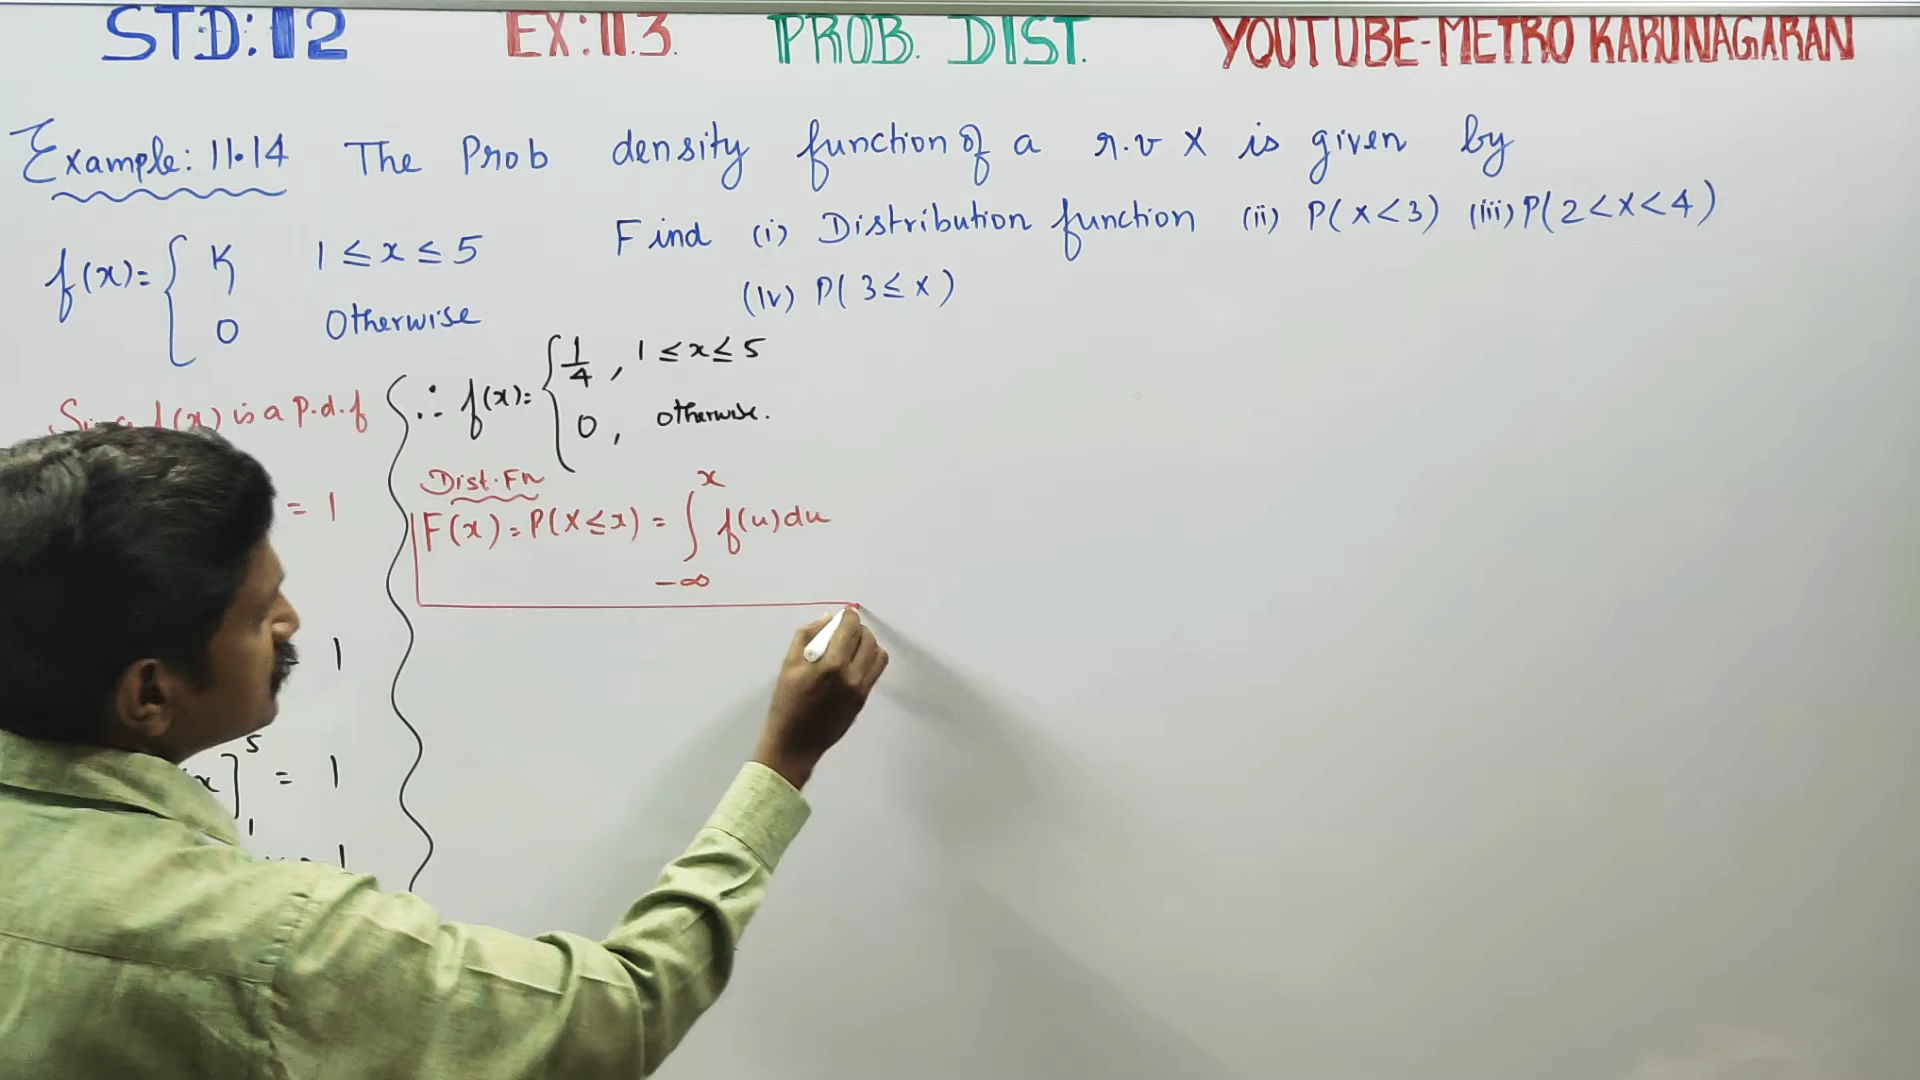 STD:12 EX:11.3. PROB. DIST. YOUTUBE-METRO KARUNAGARAN
Example: 11.14 The Prob density function of a r.v X is given by
f(x)= { K 1 ≤ x ≤ 5
0 Otherwise
Find (i) Distribution function (ii) P(X<3) (iii) P(2<X<4)
(iv) P(3≤X)
f(x) is a p.d.f
= 1
1
x]⁵₁ = 1
1
∴ f(x)= { 1/4 , 1 ≤ x ≤ 5
0 , otherwise.
Dist. Fn
F(x) = P(X≤x) = ∫_{-∞}^{x} f(u)du